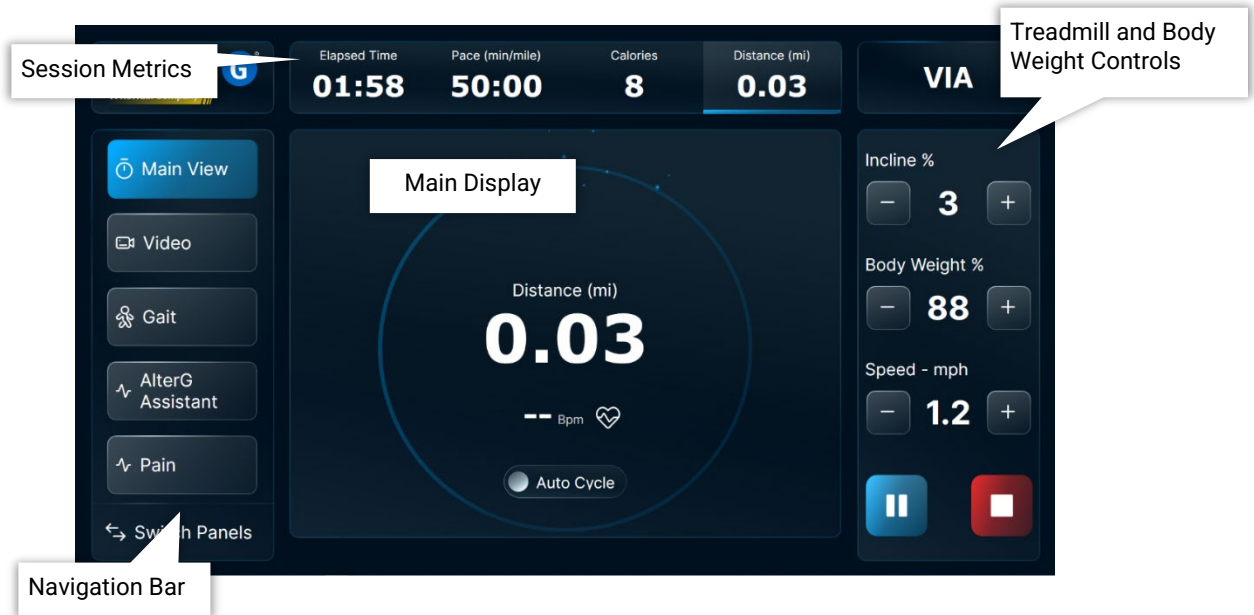 Treadmill and Body
Weight Controls
Session Metrics
G
Elapsed Time
01:58
Pace (min/mile)
50:00
Calories
8
Distance (mi)
0.03
VIA
Main View
Video
Gait
AlterG
Assistant
Pain
Switch Panels
Navigation Bar
Main Display
Distance (mi)
0.03
-- Bpm
Auto Cycle
Incline %
− 3 +
Body Weight %
− 88 +
Speed - mph
− 1.2 +